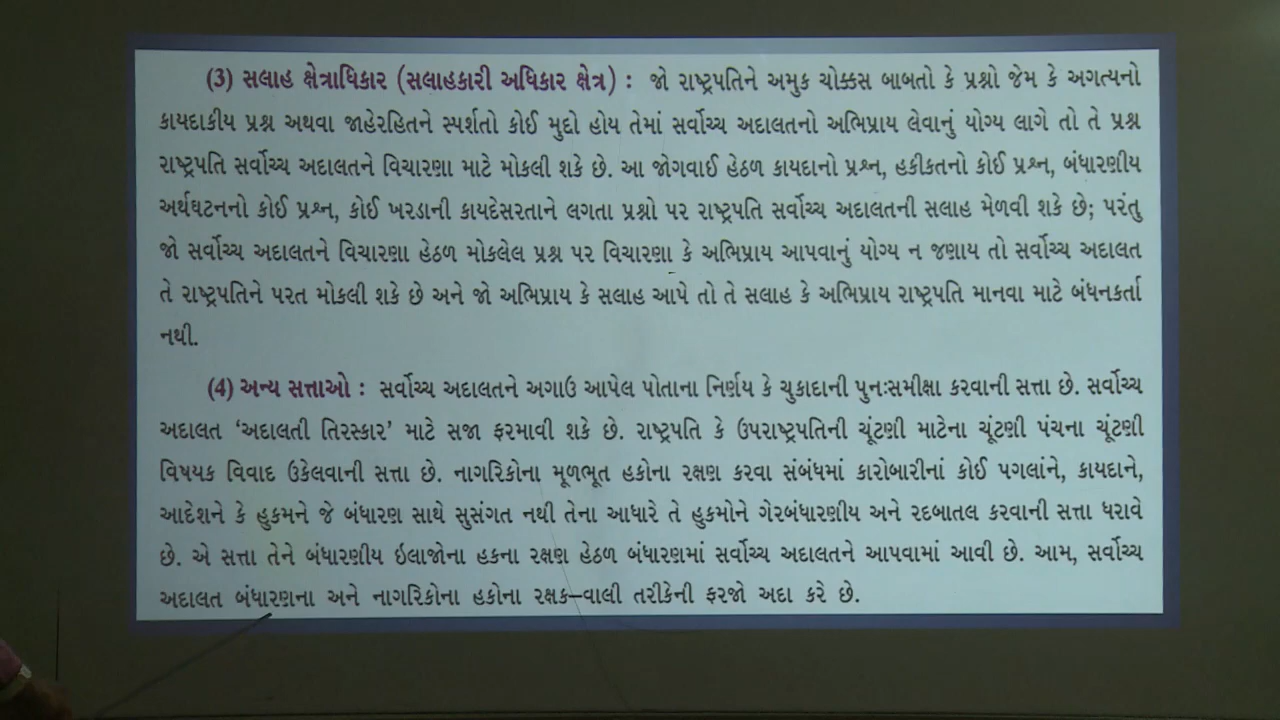 (3) સલાહ ક્ષેત્રાધિકાર (સલાહકારી અધિકાર ક્ષેત્ર) : જો રાષ્ટ્રપતિને અમુક ચોક્કસ બાબતો કે પ્રશ્નો જેમ કે અગત્યનો
કાયદાકીય પ્રશ્ન અથવા જાહેરહિતને સ્પર્શતો કોઈ મુદ્દો હોય તેમાં સર્વોચ્ચ અદાલતનો અભિપ્રાય લેવાનું યોગ્ય લાગે તો તે પ્રશ્ન
રાષ્ટ્રપતિ સર્વોચ્ચ અદાલતને વિચારણા માટે મોકલી શકે છે. આ જોગવાઈ હેઠળ કાયદાનો પ્રશ્ન, હકીકતનો કોઈ પ્રશ્ન, બંધારણીય
અર્થઘટનનો કોઈ પ્રશ્ન, કોઈ ખરડાની કાયદેસરતાને લગતા પ્રશ્નો પર રાષ્ટ્રપતિ સર્વોચ્ચ અદાલતની સલાહ મેળવી શકે છે; પરંતુ
જો સર્વોચ્ચ અદાલતને વિચારણા હેઠળ મોકલેલ પ્રશ્ન પર વિચારણા કે અભિપ્રાય આપવાનું યોગ્ય ન જણાય તો સર્વોચ્ચ અદાલત
તે રાષ્ટ્રપતિને પરત મોકલી શકે છે અને જો અભિપ્રાય કે સલાહ આપે તો તે સલાહ કે અભિપ્રાય રાષ્ટ્રપતિ માનવા માટે બંધનકર્તા
નથી.
(4) અન્ય સત્તાઓ : સર્વોચ્ચ અદાલતને અગાઉ આપેલ પોતાના નિર્ણય કે ચુકાદાની પુનઃસમીક્ષા કરવાની સત્તા છે. સર્વોચ્ચ
અદાલત ‘અદાલતી તિરસ્કાર’ માટે સજા ફરમાવી શકે છે. રાષ્ટ્રપતિ કે ઉપરાષ્ટ્રપતિની ચૂંટણી માટેના ચૂંટણી પંચના ચૂંટણી
વિષયક વિવાદ ઉકેલવાની સત્તા છે. નાગરિકોના મૂળભૂત હકોના રક્ષણ કરવા સંબંધમાં કારોબારીનાં કોઈ પગલાંને, કાયદાને,
આદેશને કે હુકમને જે બંધારણ સાથે સુસંગત નથી તેના આધારે તે હુકમોને ગેરબંધારણીય અને રદબાતલ કરવાની સત્તા ધરાવે
છે. એ સત્તા તેને બંધારણીય ઇલાજોના હકના રક્ષણ હેઠળ બંધારણમાં સર્વોચ્ચ અદાલતને આપવામાં આવી છે. આમ, સર્વોચ્ચ
અદાલત બંધારણના અને નાગરિકોના હકોના રક્ષક–વાલી તરીકેની ફરજો અદા કરે છે.